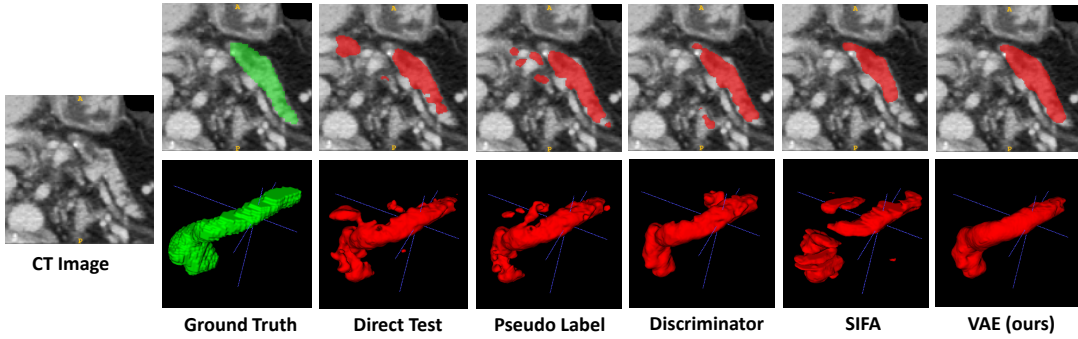 A A A A A
A
P P P P P
P
CT Image
Ground Truth Direct Test Pseudo Label Discriminator SIFA VAE (ours)